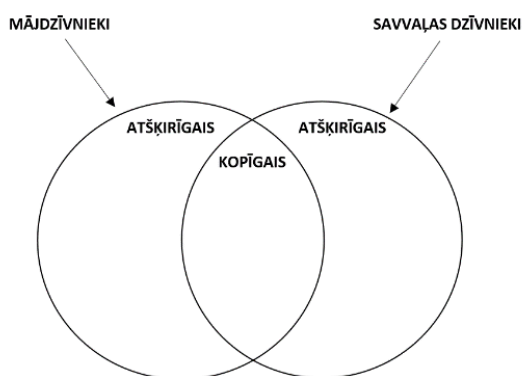 MĀJDZĪVNIEKI
SAVVAĻAS DZĪVNIEKI
ATŠĶIRĪGAIS
ATŠĶIRĪGAIS
KOPĪGAIS